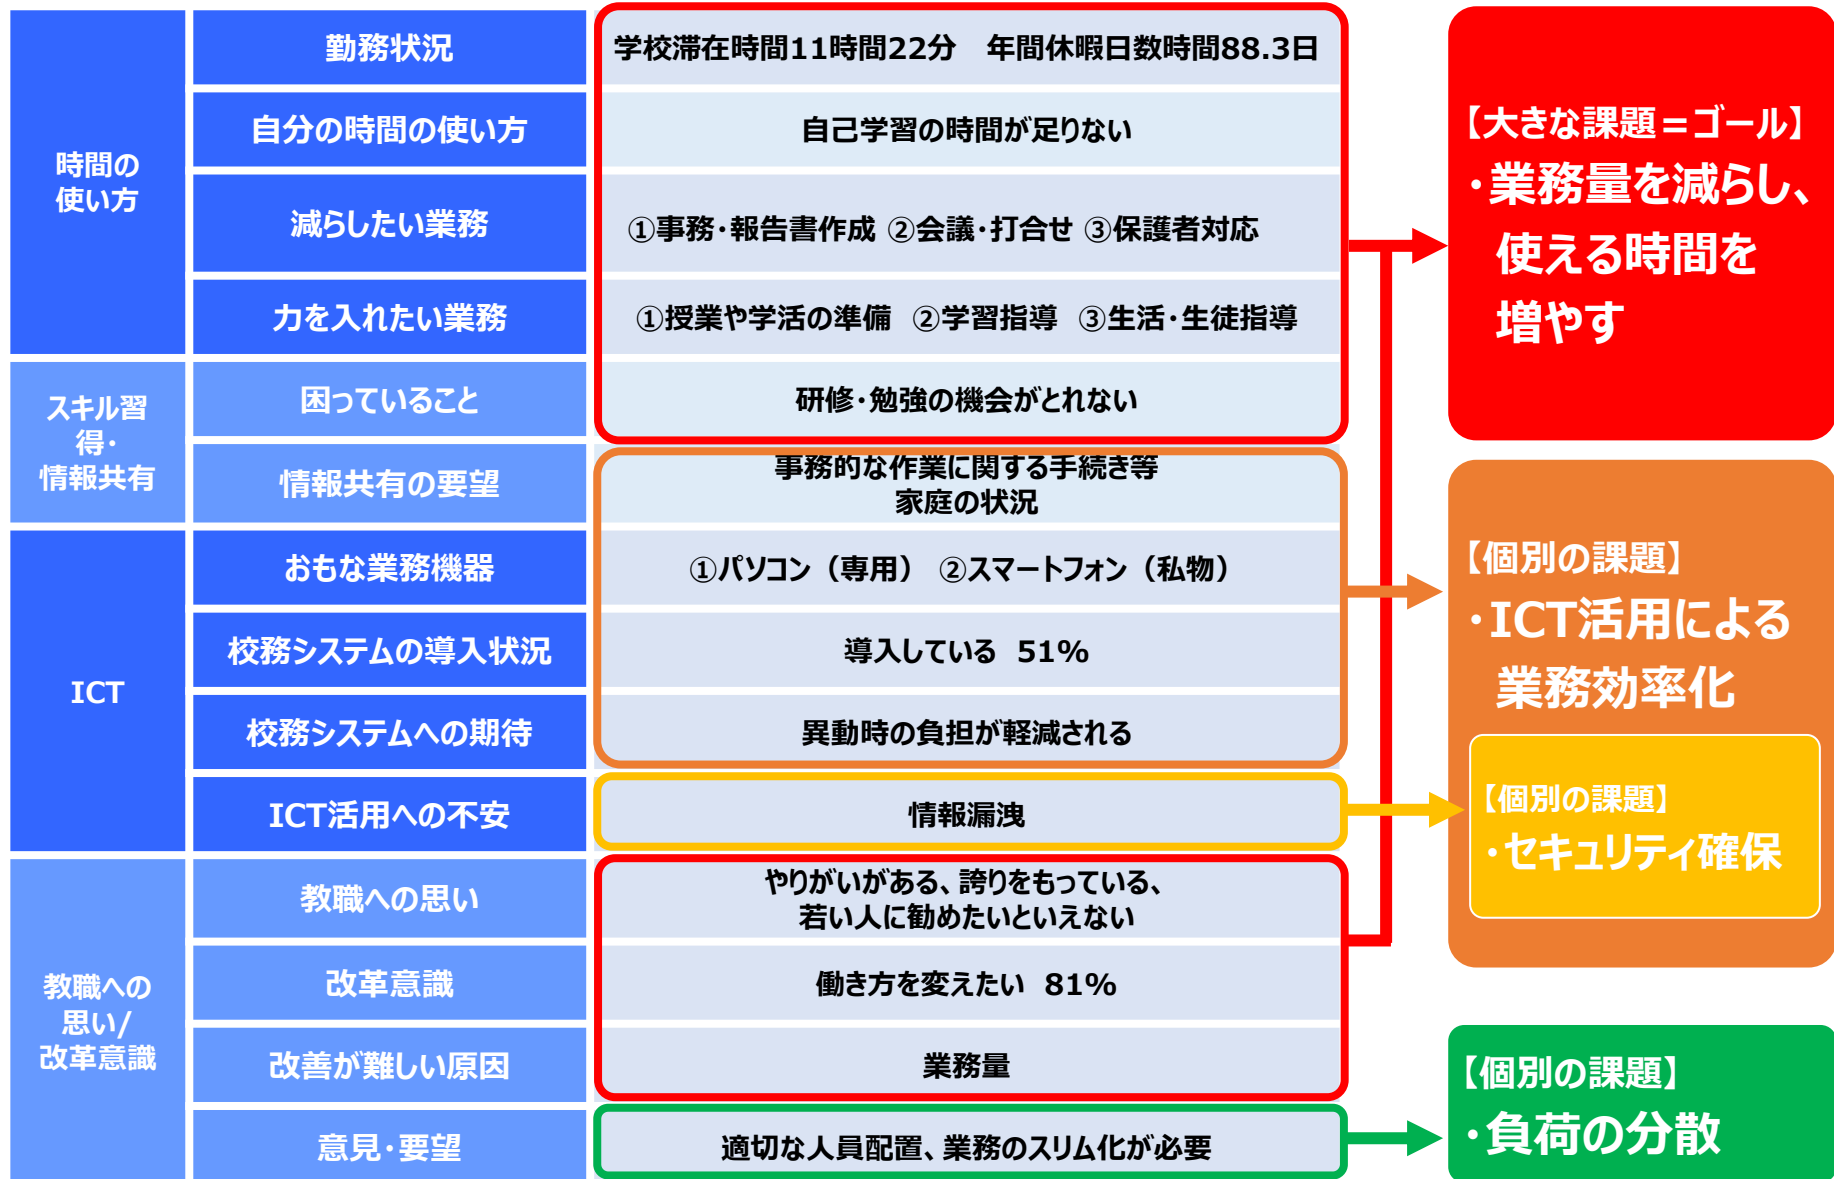 時間の
使い方
勤務状況
学校滞在時間11時間22分　年間休暇日数時間88.3日
自分の時間の使い方
自己学習の時間が足りない
減らしたい業務
①事務・報告書作成 ②会議・打合せ ③保護者対応
力を入れたい業務
①授業や学活の準備 ②学習指導 ③生活・生徒指導
スキル習
得・
情報共有
困っていること
研修・勉強の機会がとれない
情報共有の要望
事務的な作業に関する手続き等
家庭の状況
ICT
おもな業務機器
①パソコン（専用） ②スマートフォン（私物）
校務システムの導入状況
導入している 51%
校務システムへの期待
異動時の負担が軽減される
ICT活用への不安
情報漏洩
教職への
思い/
改革意識
教職への思い
やりがいがある、誇りをもっている、
若い人に勧めたいといえない
改革意識
働き方を変えたい 81%
改善が難しい原因
業務量
意見・要望
適切な人員配置、業務のスリム化が必要
【大きな課題＝ゴール】
・業務量を減らし、
使える時間を
増やす
【個別の課題】
・ICT活用による
業務効率化
【個別の課題】
・セキュリティ確保
【個別の課題】
・負荷の分散